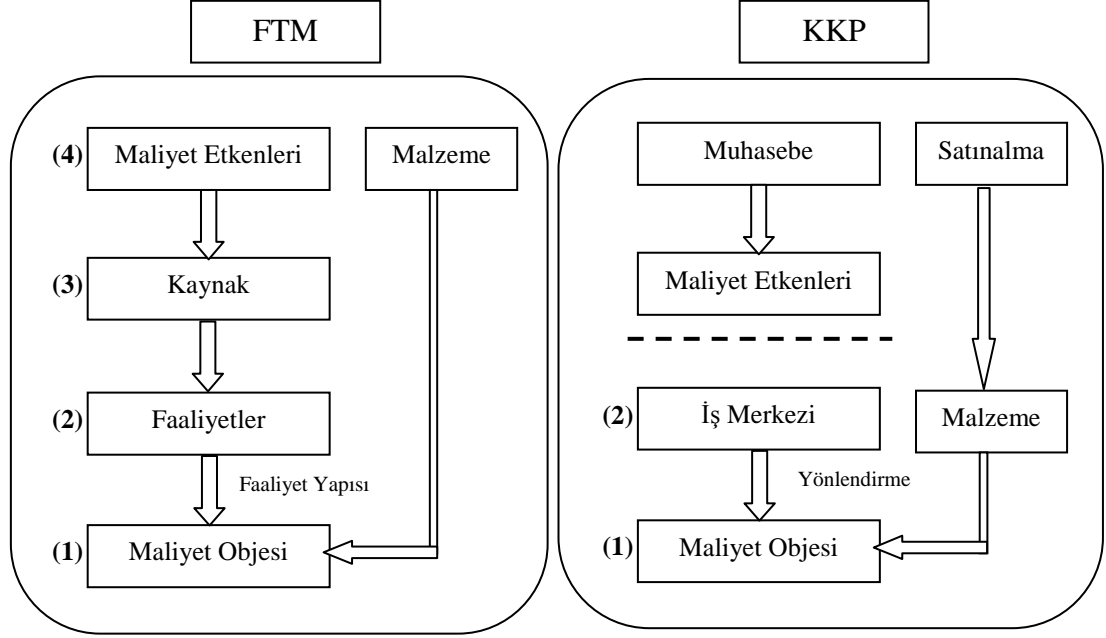 FTM
(4) Maliyet Etkenleri
Malzeme
(3) Kaynak
(2) Faaliyetler
Faaliyet Yapısı
(1) Maliyet Objesi
KKP
Muhasebe
Satınalma
Maliyet Etkenleri
(2) İş Merkezi
Malzeme
Yönlendirme
(1) Maliyet Objesi